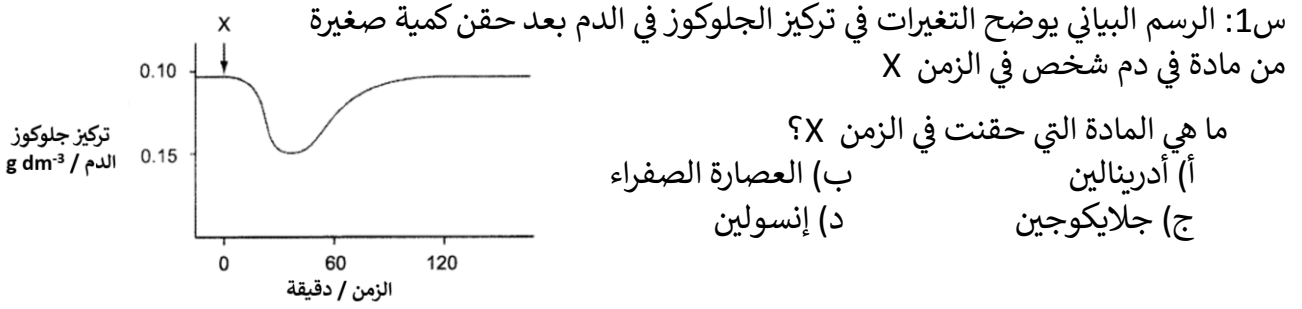 س1: الرسم البياني يوضح التغيرات في تركيز الجلوكوز في الدم بعد حقن كمية صغيرة
من مادة في دم شخص في الزمن X
ما هي المادة التي حقنت في الزمن X؟
أ) أدرينالين ب) العصارة الصفراء
ج) جلايكوجين د) إنسولين
X
0.10
تركيز جلوكوز
الدم / g dm-³
0.15
0 60 120
الزمن / دقيقة